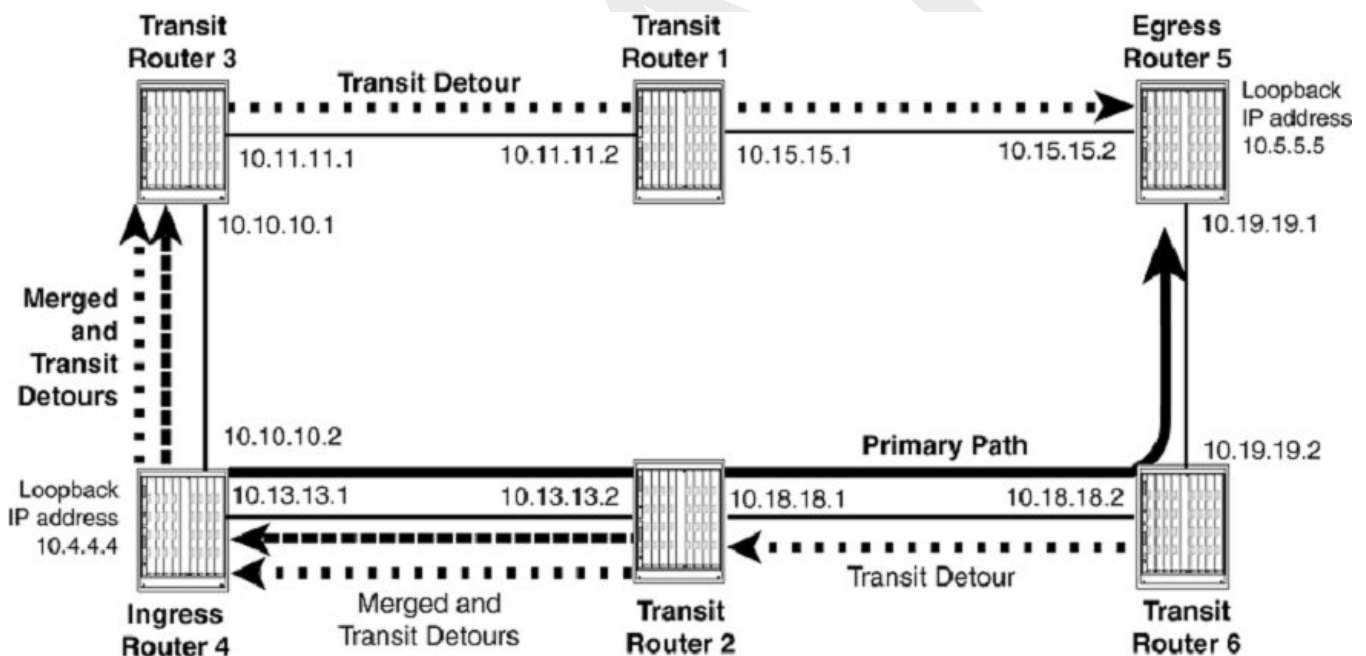 Transit
Router 3
Transit
Router 1
Egress
Router 5
Transit Detour
Loopback
IP address
10.5.5.5
10.11.11.1
10.11.11.2
10.15.15.1
10.15.15.2
10.10.10.1
10.19.19.1
Merged
and
Transit
Detours
10.10.10.2
Primary Path
10.19.19.2
Loopback
IP address
10.4.4.4
10.13.13.1
10.13.13.2
10.18.18.1
10.18.18.2
Ingress
Router 4
Merged and
Transit Detours
Transit
Router 2
Transit Detour
Transit
Router 6